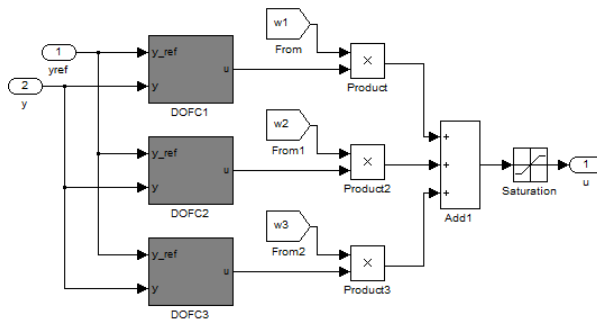 1
yref
2
y
y_ref
y
u
DOFC1
w1
From
×
Product
y_ref
y
u
DOFC2
w2
From1
×
Product2
y_ref
y
u
DOFC3
w3
From2
×
Product3
+
+
+
Add1
Saturation
1
u